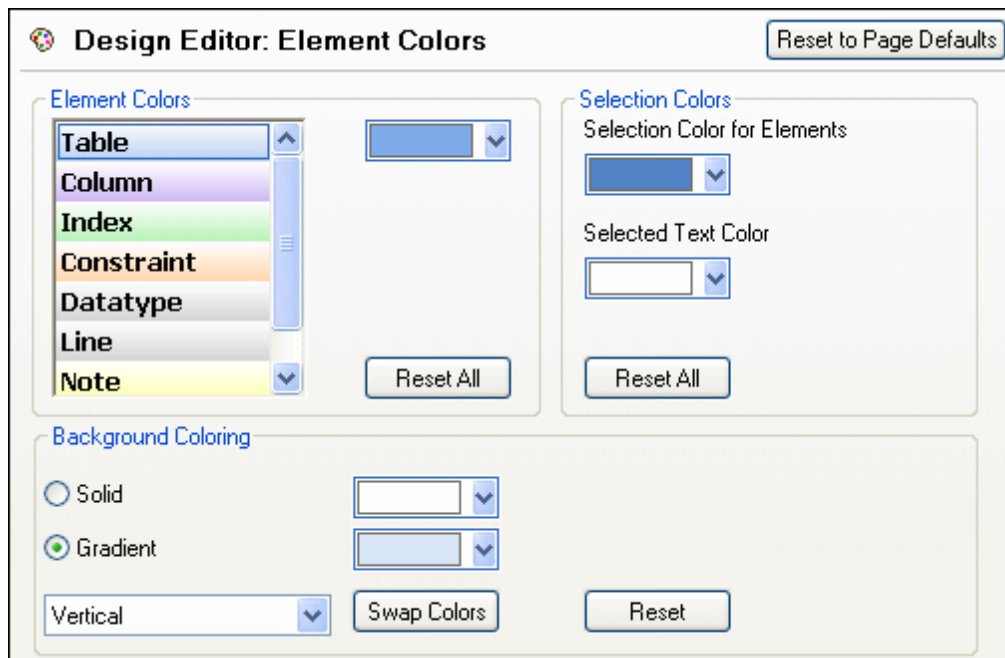 Design Editor: Element Colors
Reset to Page Defaults
Element Colors
Table
Column
Index
Constraint
Datatype
Line
Note
Reset All
Selection Colors
Selection Color for Elements
Selected Text Color
Reset All
Background Coloring
Solid
Gradient
Vertical
Swap Colors
Reset